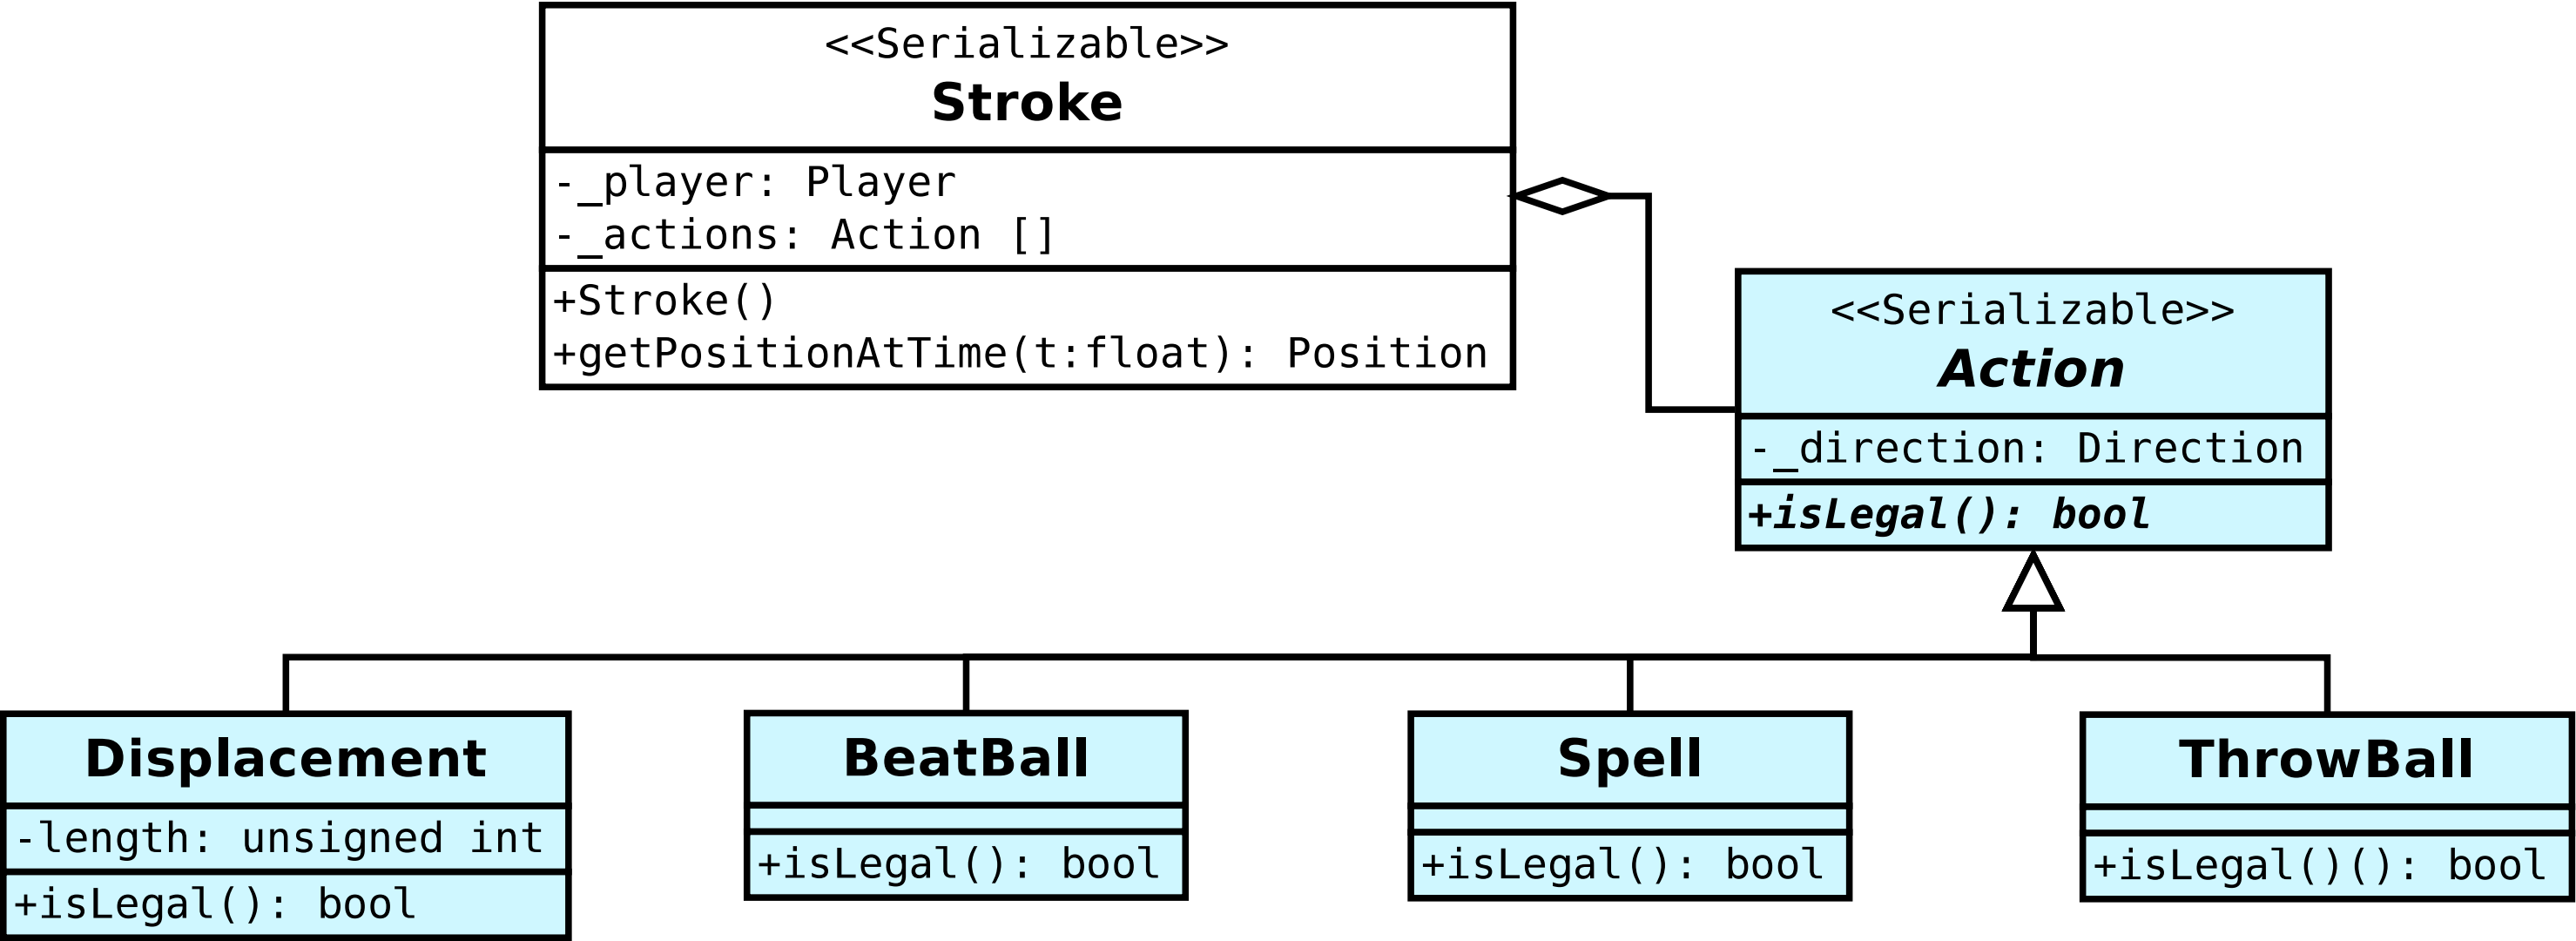 <<Serializable>>
Stroke
-_player: Player
-_actions: Action []
+Stroke()
+getPositionAtTime(t:float): Position
<<Serializable>>
Action
-_direction: Direction
+isLegal(): bool
Displacement
-length: unsigned int
+isLegal(): bool
BeatBall
+isLegal(): bool
Spell
+isLegal(): bool
ThrowBall
+isLegal()(): bool